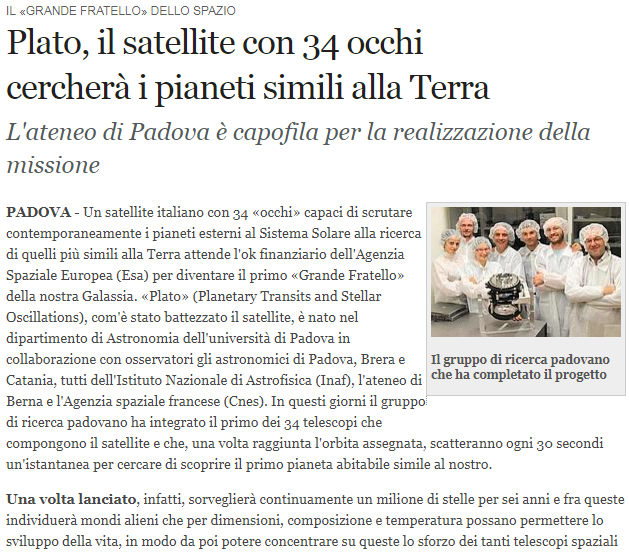 IL «GRANDE FRATELLO» DELLO SPAZIO
Plato, il satellite con 34 occhi
cercherà i pianeti simili alla Terra
L'ateneo di Padova è capofila per la realizzazione della
missione
PADOVA - Un satellite italiano con 34 «occhi» capaci di scrutare
contemporaneamente i pianeti esterni al Sistema Solare alla ricerca
di quelli più simili alla Terra attende l'ok finanziario dell'Agenzia
Spaziale Europea (Esa) per diventare il primo «Grande Fratello»
della nostra Galassia. «Plato» (Planetary Transits and Stellar
Oscillations), com'è stato battezzato il satellite, è nato nel
dipartimento di Astronomia dell'università di Padova in
collaborazione con osservatori gli astronomici di Padova, Brera e
Catania, tutti dell'Istituto Nazionale di Astrofisica (Inaf), l'ateneo di
Berna e l'Agenzia spaziale francese (Cnes). In questi giorni il gruppo
di ricerca padovano ha integrato il primo dei 34 telescopi che
compongono il satellite e che, una volta raggiunta l'orbita assegnata, scatteranno ogni 30 secondi
un'istantanea per cercare di scoprire il primo pianeta abitabile simile al nostro.
Il gruppo di ricerca padovano
che ha completato il progetto
Una volta lanciato, infatti, sorveglierà continuamente un milione di stelle per sei anni e fra queste
individuerà mondi alieni che per dimensioni, composizione e temperatura possano permettere lo
sviluppo della vita, in modo da poi potere concentrare su queste lo sforzo dei tanti telescopi spaziali